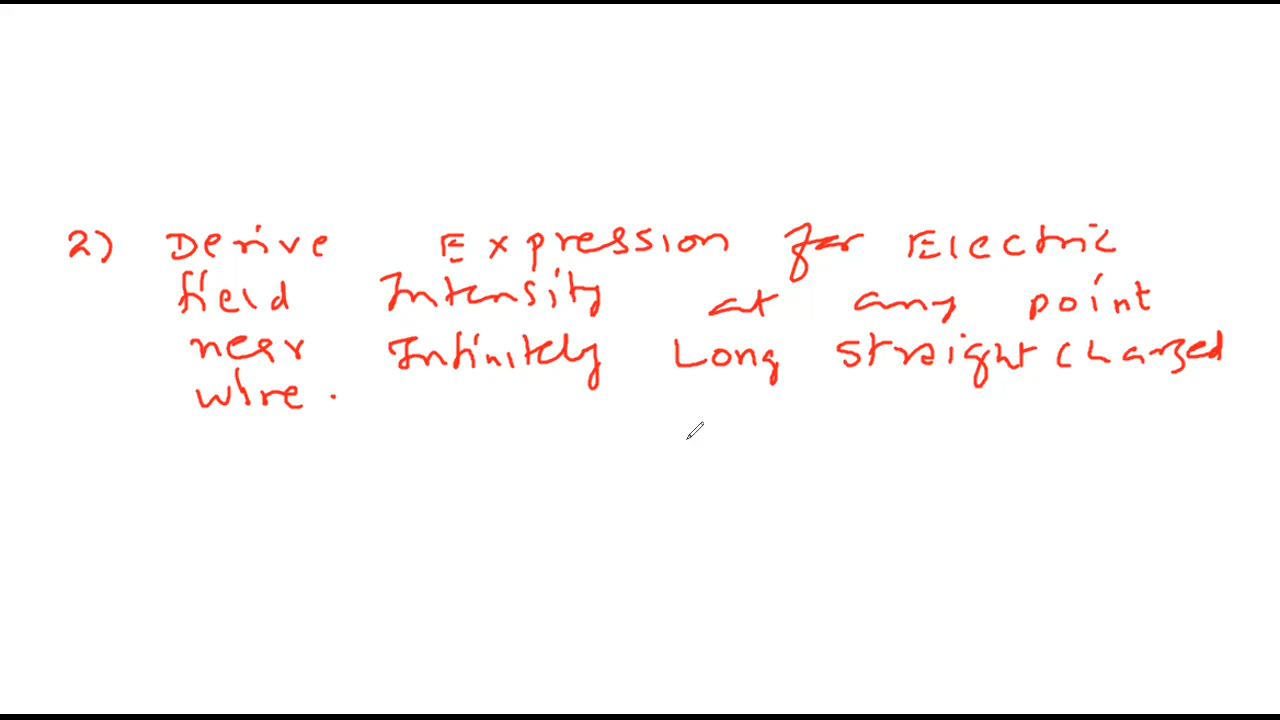 2) Derive Expression for Electric
field Intensity at any point
near Infinitely Long straight charged
wire.